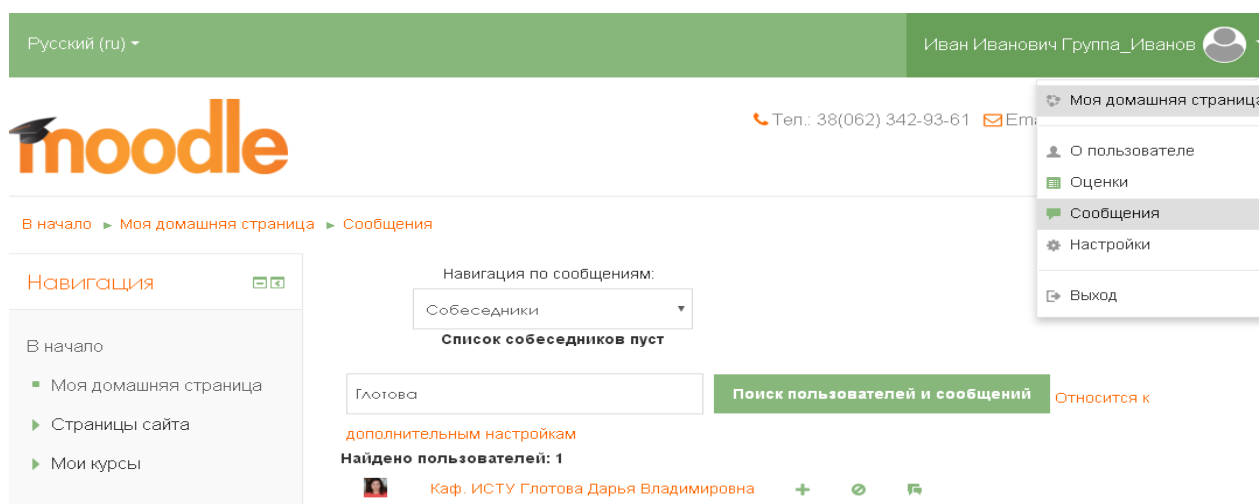 Русский (ru)
Иван Иванович Группа_Иванов
Моя домашняя страница
moodle
Тел.: 38(062) 342-93-61
О пользователе
Оценки
В начало ► Моя домашняя страница ► Сообщения
Сообщения
Настройки
Выход
Навигация
Навигация по сообщениям:
Собеседники
Список собеседников пуст
В начало
Моя домашняя страница
Страницы сайта
Мои курсы
Глотова
Поиск пользователей и сообщений
Относится к
дополнительным настройкам
Найдено пользователей: 1
Каф. ИСТУ Глотова Дарья Владимировна